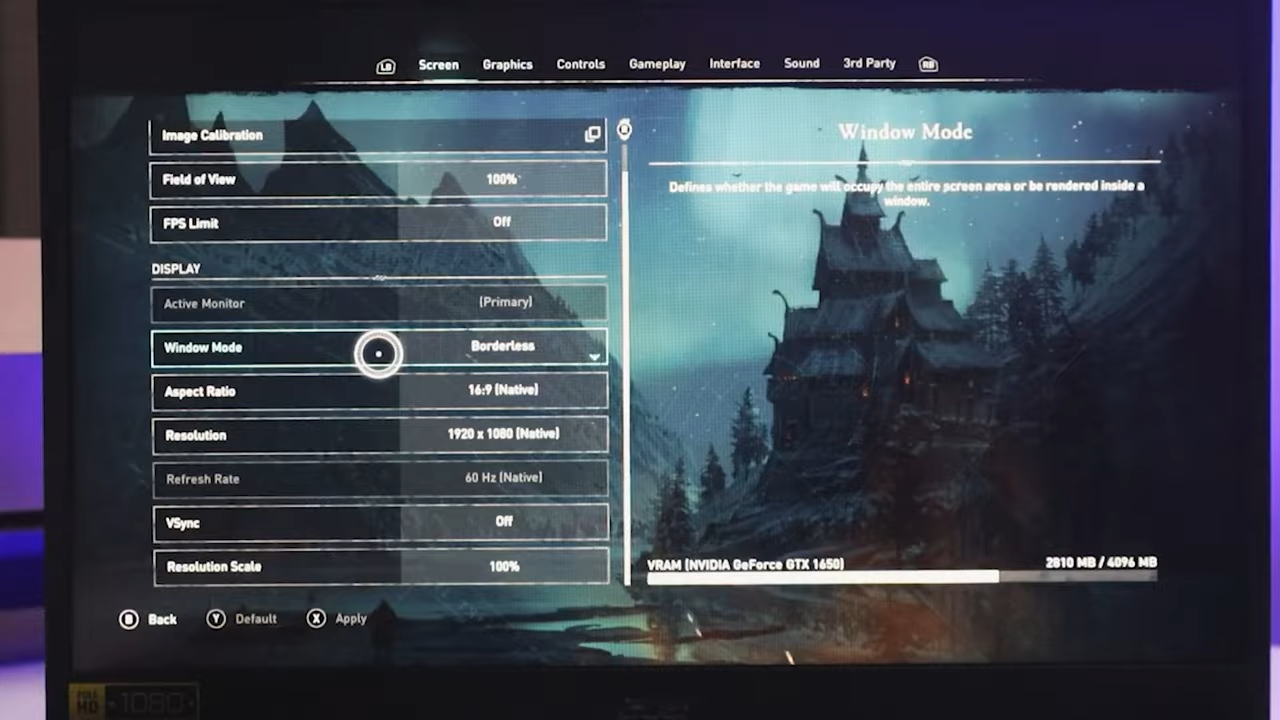 LB Screen Graphics Controls Gameplay Interface Sound 3rd Party RB
Image Calibration
Field of View 100%
FPS Limit Off
DISPLAY
Active Monitor (Primary)
Window Mode Borderless
Aspect Ratio 16:9 (Native)
Resolution 1920 x 1080 (Native)
Refresh Rate 60 Hz (Native)
VSync Off
Resolution Scale 100%
R
Window Mode
Defines whether the game will occupy the entire screen area or be rendered inside a
window.
VRAM (NVIDIA GeForce GTX 1650) 2810 MB / 4096 MB
B Back Y Default X Apply
FULL
HD 1080